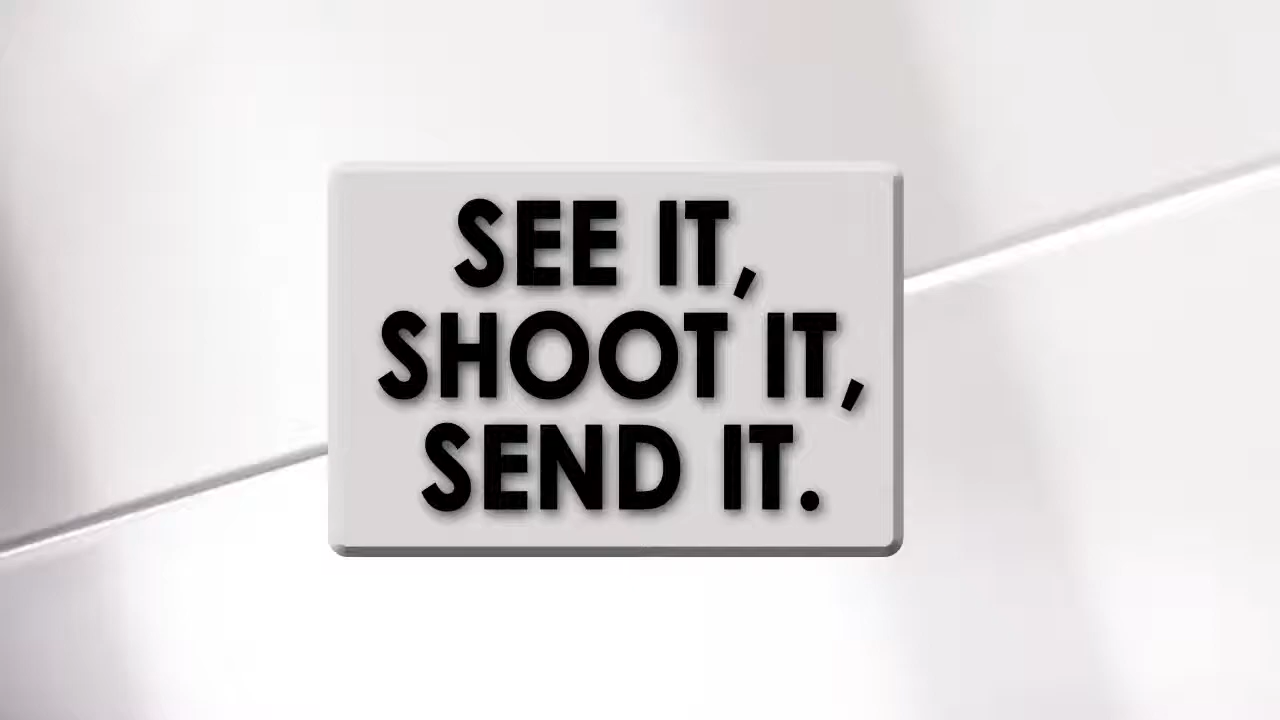 SEE IT,
SHOOT IT,
SEND IT.